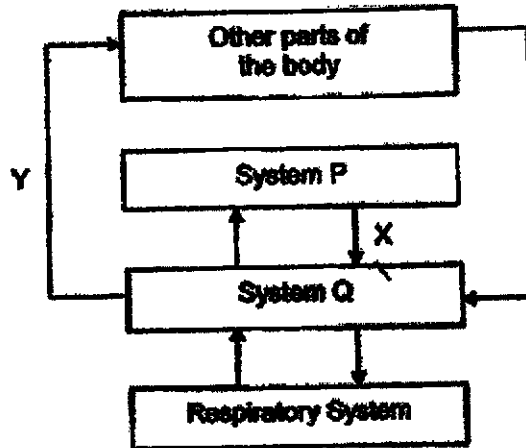 Other parts of
the body
Y
System P
X
System Q
Respiratory System